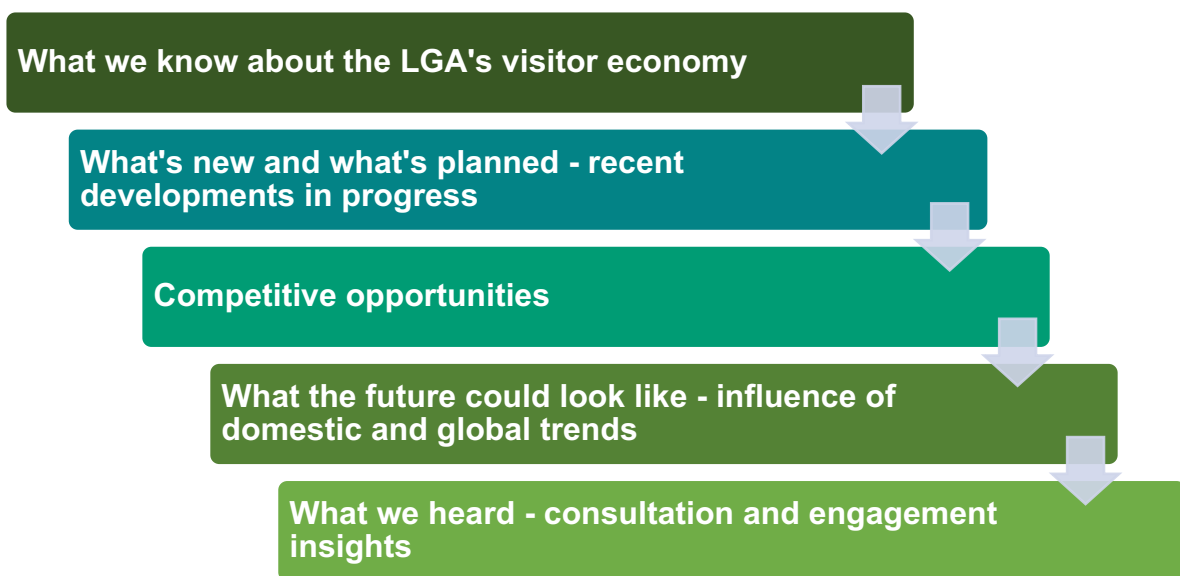 What we know about the LGA's visitor economy
What's new and what's planned - recent
developments in progress
Competitive opportunities
What the future could look like - influence of
domestic and global trends
What we heard - consultation and engagement
insights